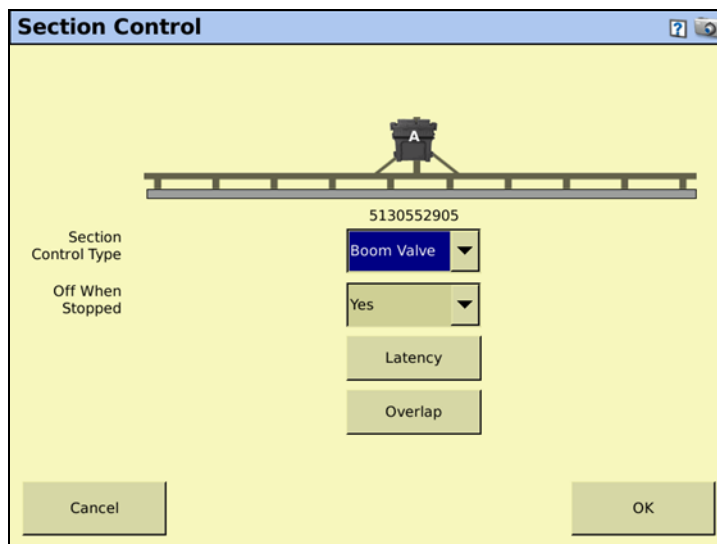 Section Control
?
A
5130552905
Section
Control Type
Boom Valve
Off When
Stopped
Yes
Latency
Overlap
Cancel
OK